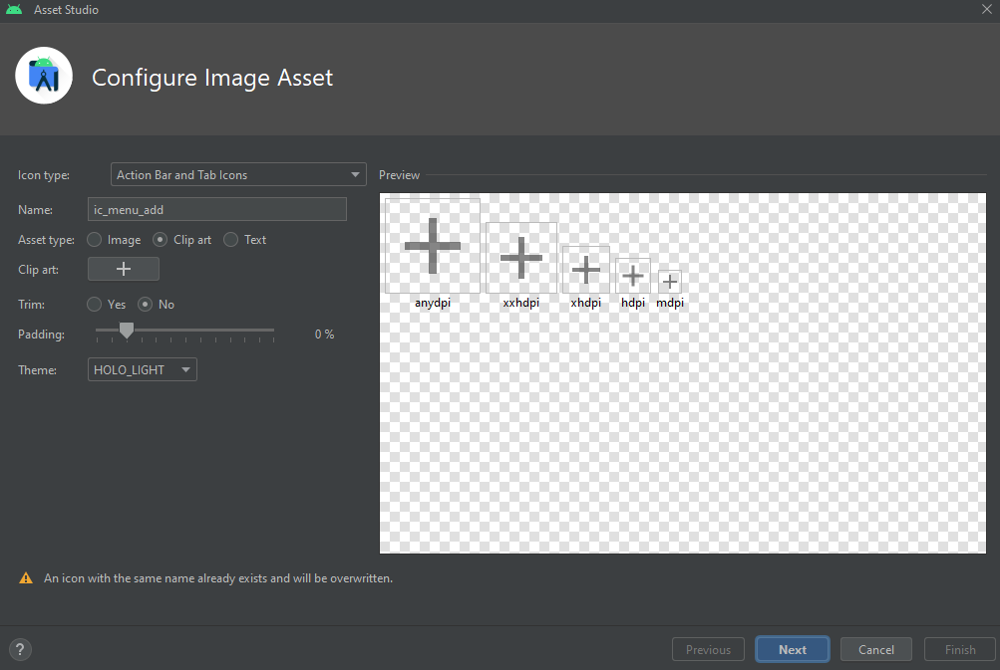 Asset Studio
Configure Image Asset
Icon type: Action Bar and Tab Icons
Name: ic_menu_add
Asset type: Image Clip art Text
Clip art:
Trim: Yes No
Padding: 0 %
Theme: HOLO_LIGHT
Preview
anydpi xxhdpi xhdpi hdpi mdpi
An icon with the same name already exists and will be overwritten.
? Previous Next Cancel Finish